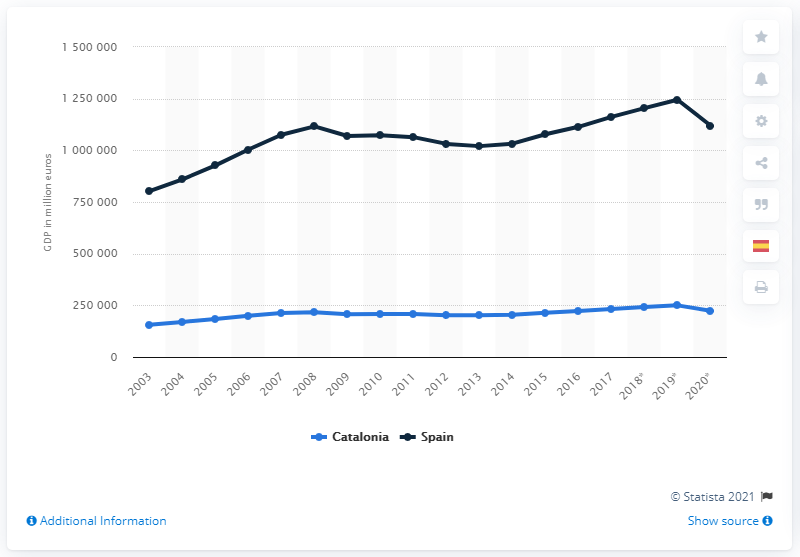 1 500 000
1 250 000
1 000 000
750 000
500 000
250 000
0
GDP in million euros
2003 2004 2005 2006 2007 2008 2009 2010 2011 2012 2013 2014 2015 2016 2017 2018* 2019* 2020*
Catalonia Spain
© Statista 2021
Additional Information Show source